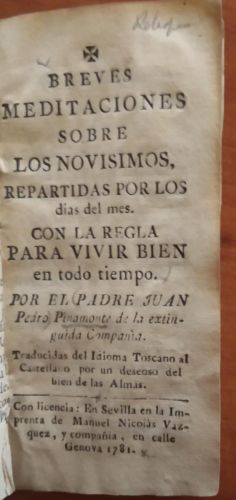 ✠
BREVES
MEDITACIONES
SOBRE
LOS NOVISIMOS,
REPARTIDAS POR LOS
dias del mes.
CON LA REGLA
PARA VIVIR BIEN
en todo tiempo.
POR EL PADRE JUAN
Pedro Pinamonte de la extin-
guida Compañia.
Traducidas del Idioma Toscano al
Castellano por un deseoso del
bien de las Almas.
Con licencia: En Sevilla en la Im-
prenta de Manuel Nicolás Vaz-
quez, y compañia, en calle
Genova 1781.